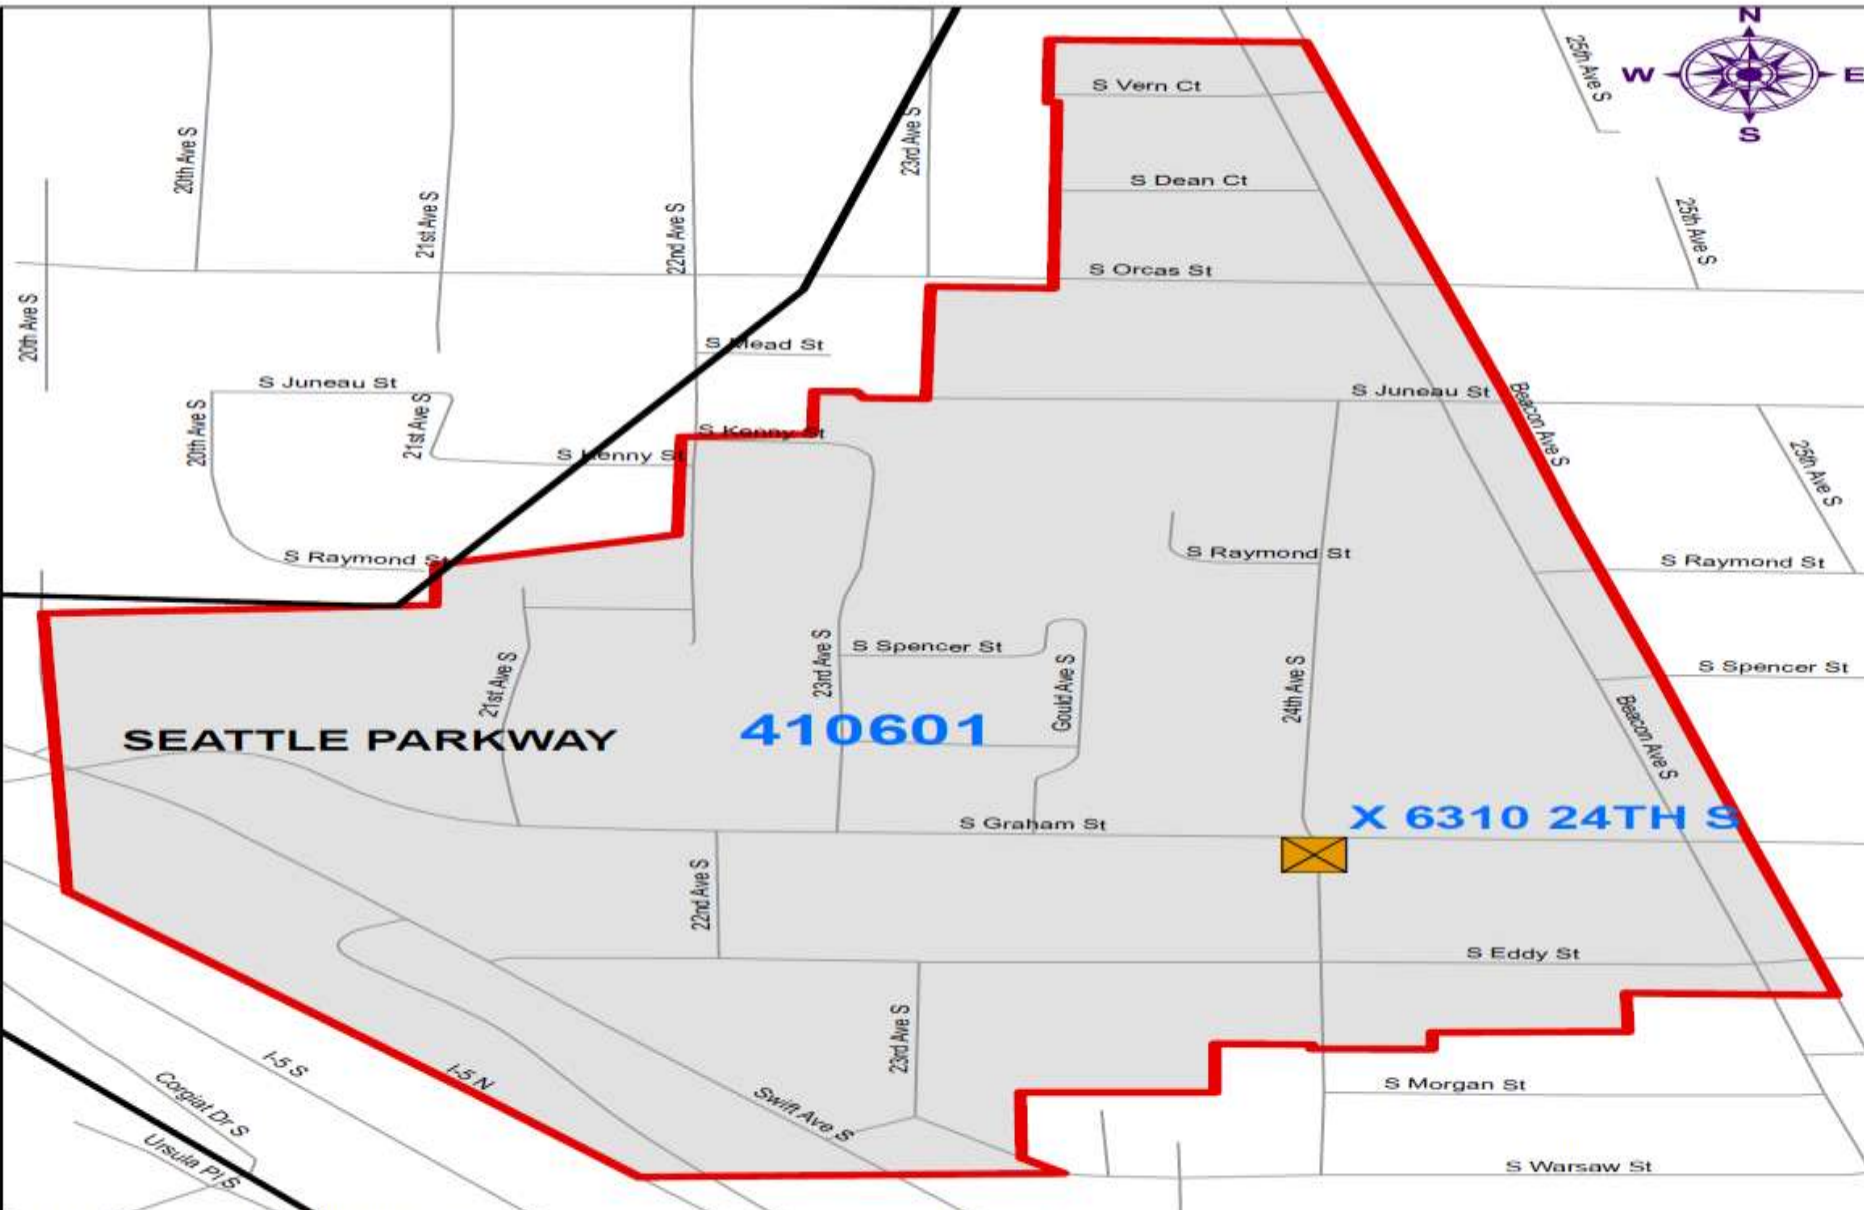 N
25th Ave S
W
E
S Vern Ct
S
20th Ave S
23rd Ave S
S Dean Ct
21st Ave S
22nd Ave S
25th Ave S
S Orcas St
20th Ave S
S Mead St
S Juneau St
S Juneau St
20th Ave S
21st Ave S
Beacon Ave S
S Kenny St
S Kenny St
25th Ave S
S Raymond St
S Raymond St
S Raymond St
S Spencer St
23rd Ave S
21st Ave S
Gould Ave S
24th Ave S
S Spencer St
Beacon Ave S
SEATTLE PARKWAY
410601
X 6310 24TH S
S Graham St
22nd Ave S
S Eddy St
23rd Ave S
I-5 S
I-5 N
Corgiat Dr S
Swift Ave S
S Morgan St
Ursula Pl S
S Warsaw St